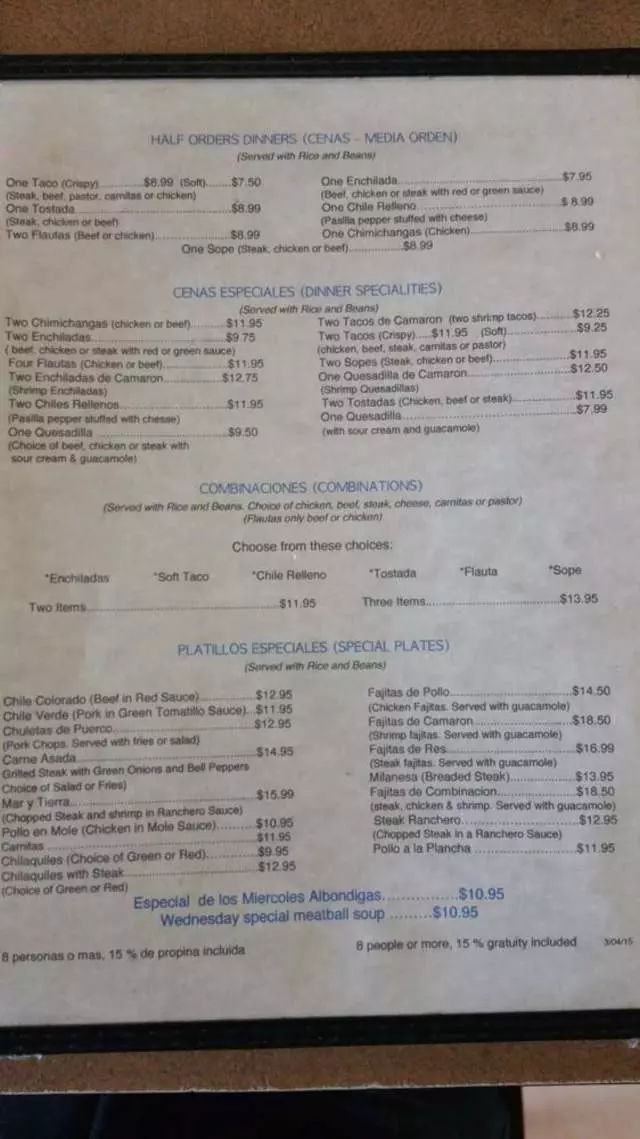 HALF ORDERS DINNERS (CENAS - MEDIA ORDEN)
(Served with Rice and Beans)
One Taco (Crispy)............$8.99 (Soft).......$7.50
(Steak, beef, pastor, carnitas or chicken)
One Tostada......................................$8.99
(Steak, chicken or beef)
Two Flautas (Beef or chicken)....................$8.99
One Enchilada.............................................$7.95
(Beef, chicken or steak with red or green sauce)
One Chile Relleno.......................................$ 8.99
(Pasilla pepper stuffed with cheese)
One Chimichangas (Chicken)..........................$8.99
One Sope (Steak, chicken or beef)...............$8.99
CENAS ESPECIALES (DINNER SPECIALITIES)
(Served with Rice and Beans)
Two Chimichangas (chicken or beef)..........$11.95
Two Enchiladas......................................$9.75
( beef, chicken or steak with red or green sauce)
Four Flautas (Chicken or beef)..................$11.95
Two Enchiladas de Camaron..................$12.75
(Shrimp Enchiladas)
Two Chiles Rellenos..............................$11.95
(Pasilla pepper stuffed with cheese)
One Quesadilla ....................................$9.50
(Choice of beef, chicken or steak with
sour cream & guacamole)
Two Tacos de Camaron (two shrimp tacos)..........$12.25
Two Tacos (Crispy).....$11.95 (Soft)....................$9.25
(chicken, beef, steak, carnitas or pastor)
Two Sopes (Steak, chicken or beef)....................$11.95
One Quesadilla de Camaron...........................$12.50
(Shrimp Quesadillas)
Two Tostadas (Chicken, beef or steak)................$11.95
One Quesadilla...............................................$7.99
(with sour cream and guacamole)
COMBINACIONES (COMBINATIONS)
(Served with Rice and Beans. Choice of chicken, beef, steak, cheese, carnitas or pastor)
(Flautas only beef or chicken)
Choose from these choices:
*Enchiladas *Soft Taco *Chile Relleno *Tostada *Flauta *Sope
Two Items...................................................$11.95 Three Items.......................................$13.95
PLATILLOS ESPECIALES (SPECIAL PLATES)
(Served with Rice and Beans)
Chile Colorado (Beef in Red Sauce)...............$12.95
Chile Verde (Pork in Green Tomatillo Sauce)...$11.95
Chuletas de Puerco....................................$12.95
(Pork Chops. Served with fries or salad)
Carne Asada.............................................$14.95
Grilled Steak with Green Onions and Bell Peppers
Choice of Salad or Fries)
Mar y Tierra...............................................$15.99
(Chopped Steak and shrimp in Ranchero Sauce)
Pollo en Mole (Chicken in Mole Sauce)..........$10.95
Carnitas ...................................................$11.95
Chilaquiles (Choice of Green or Red).............$9.95
Chilaquiles with Steak.................................$12.95
(Choice of Green or Red)
Fajitas de Pollo.......................................$14.50
(Chicken Fajitas. Served with guacamole)
Fajitas de Camaron................................$18.50
(Shrimp fajitas. Served with guacamole)
Fajitas de Res.........................................$16.99
(Steak fajitas. Served with guacamole)
Milanesa (Breaded Steak)........................$13.95
Fajitas de Combinacion............................$18.50
(steak, chicken & shrimp. Served with guacamole)
Steak Ranchero.......................................$12.95
(Chopped Steak in a Ranchero Sauce)
Pollo a la Plancha ..................................$11.95
Especial de los Miercoles Albondigas................$10.95
Wednesday special meatball soup .........$10.95
8 personas o mas, 15 % de propina incluida
8 people or more, 15 % gratuity included
3/04/15